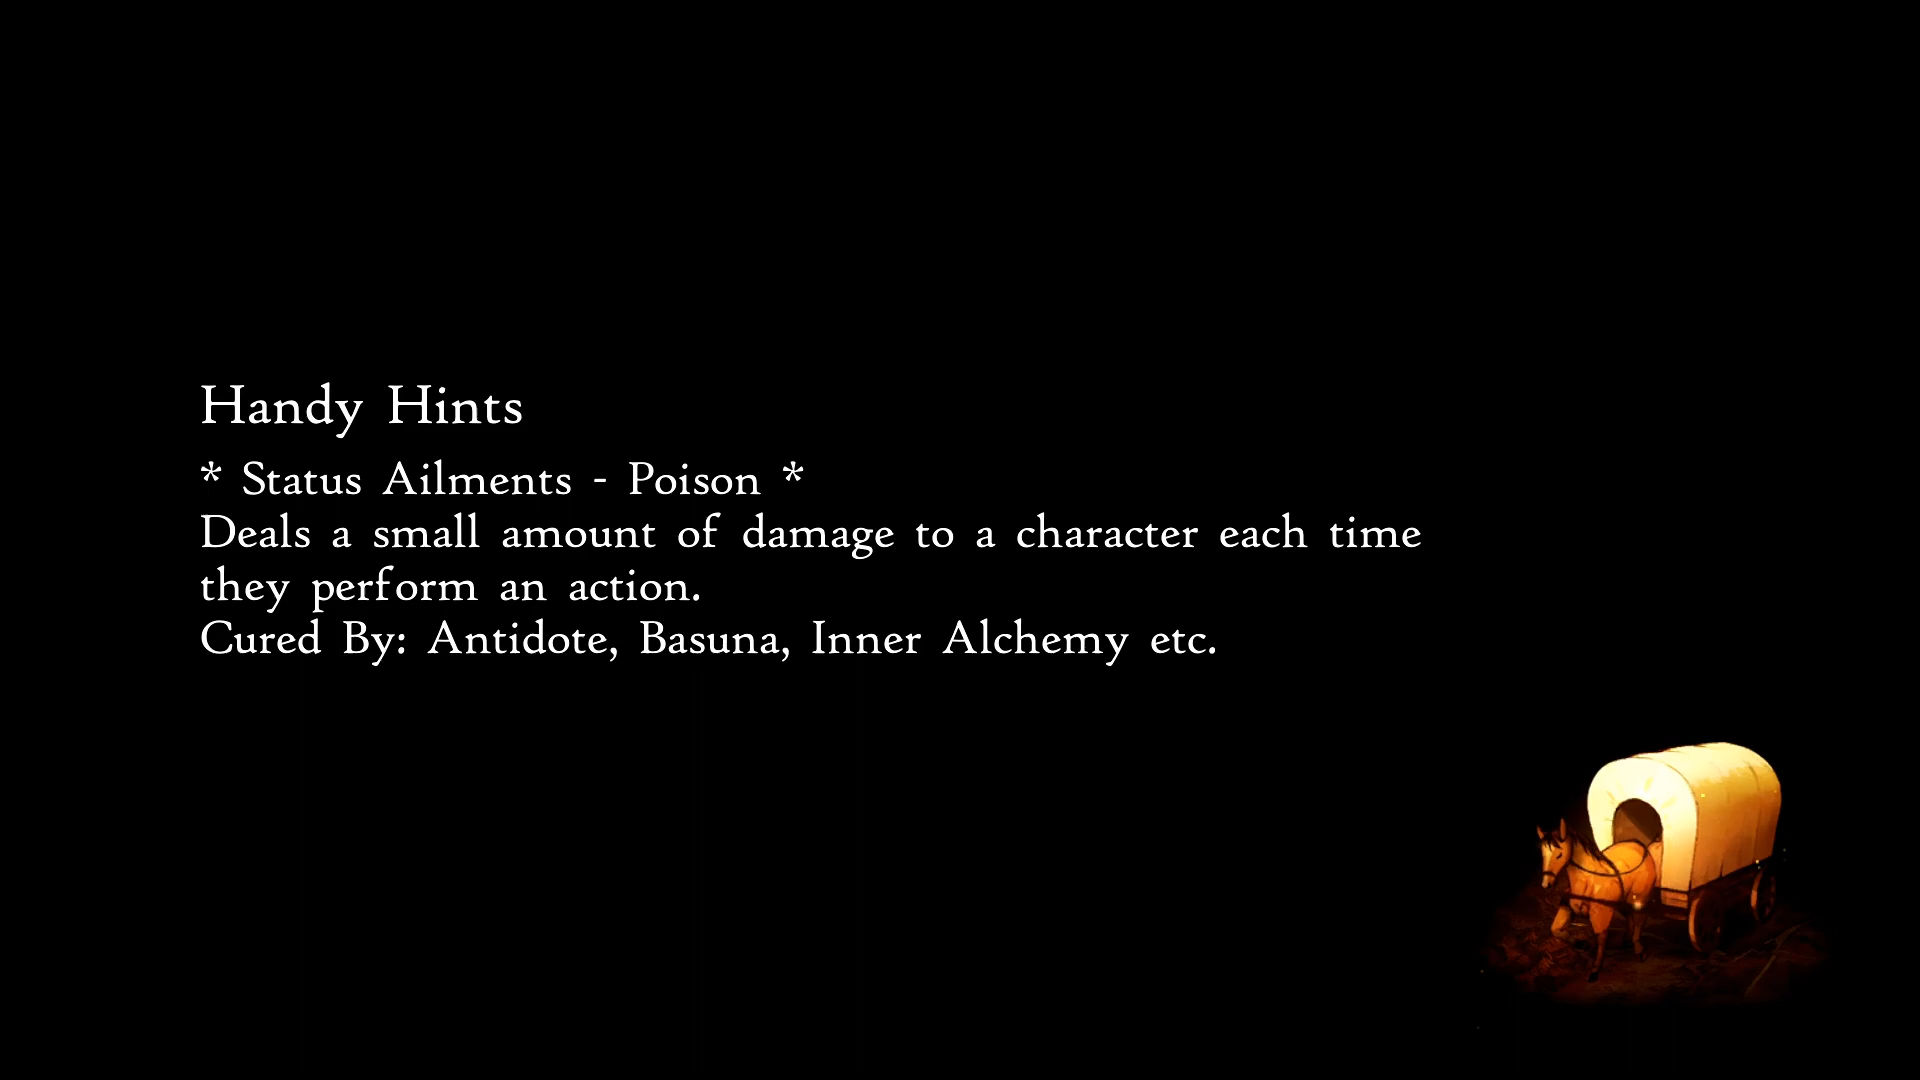 Handy Hints
* Status Ailments - Poison *
Deals a small amount of damage to a character each time
they perform an action.
Cured By: Antidote, Basuna, Inner Alchemy etc.